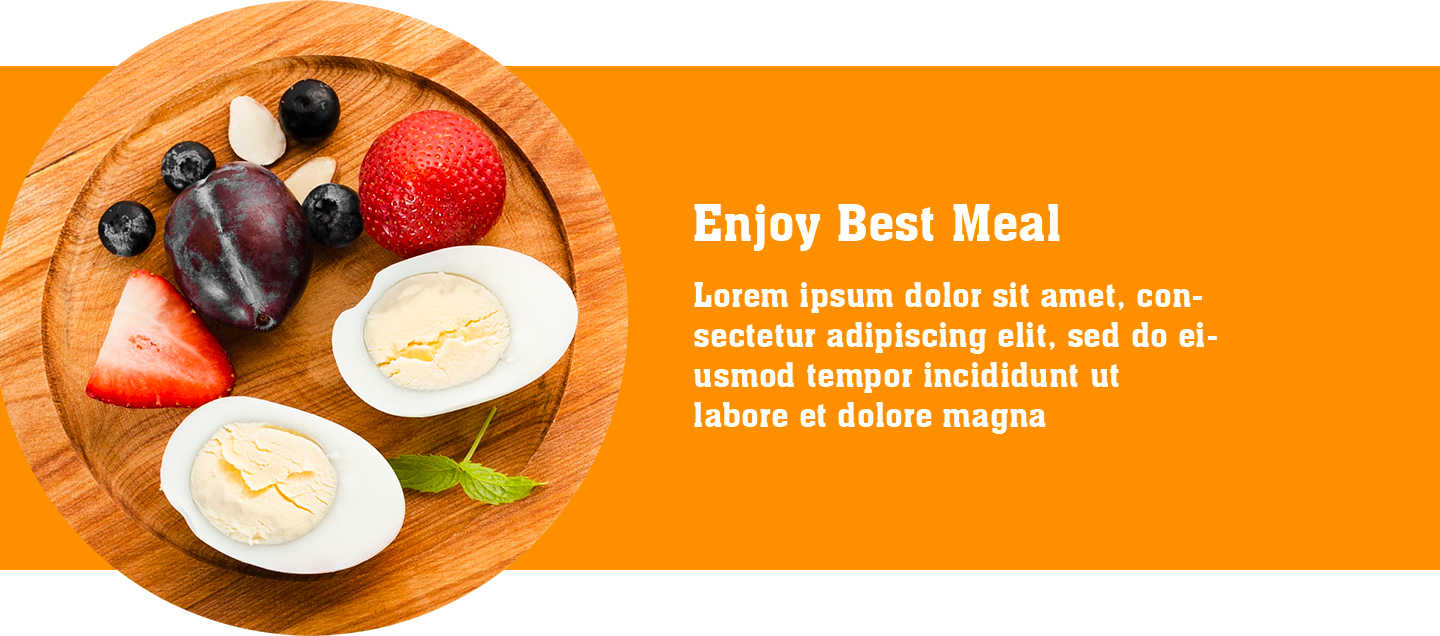 Enjoy Best Meal
Lorem ipsum dolor sit amet, con-
sectetur adipiscing elit, sed do ei-
usmod tempor incididunt ut
labore et dolore magna